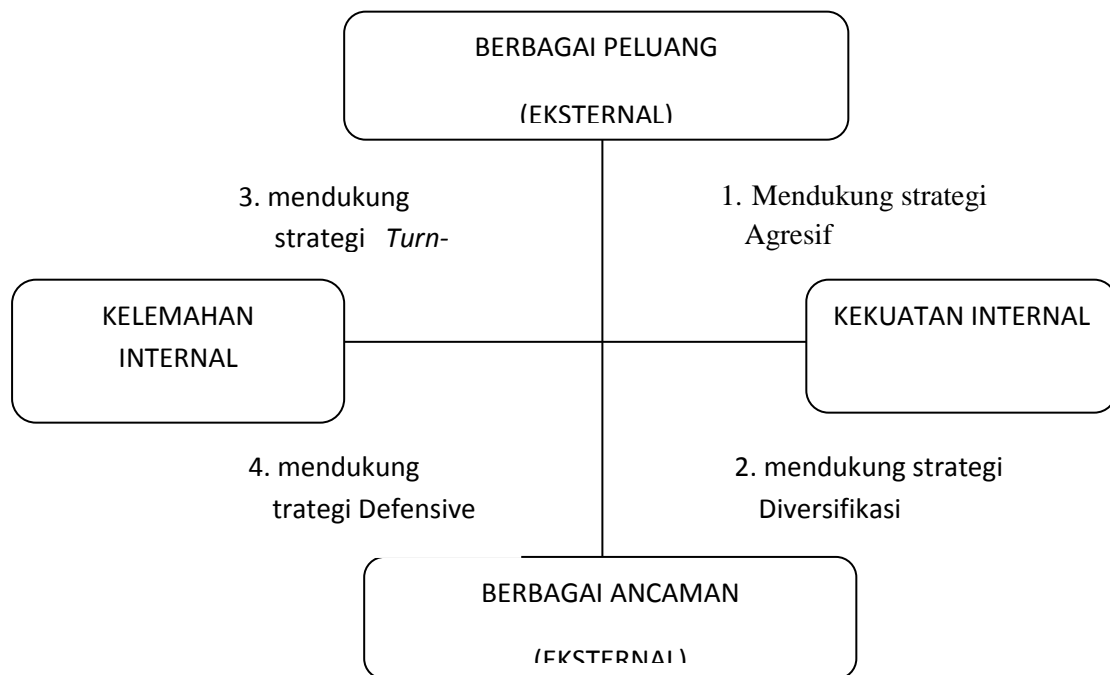 BERBAGAI PELUANG
(EKSTERNAL)
3. mendukung
strategi Turn-
1. Mendukung strategi
Agresif
KELEMAHAN
INTERNAL
KEKUATAN INTERNAL
4. mendukung
trategi Defensive
2. mendukung strategi
Diversifikasi
BERBAGAI ANCAMAN
(EKSTERNAL)